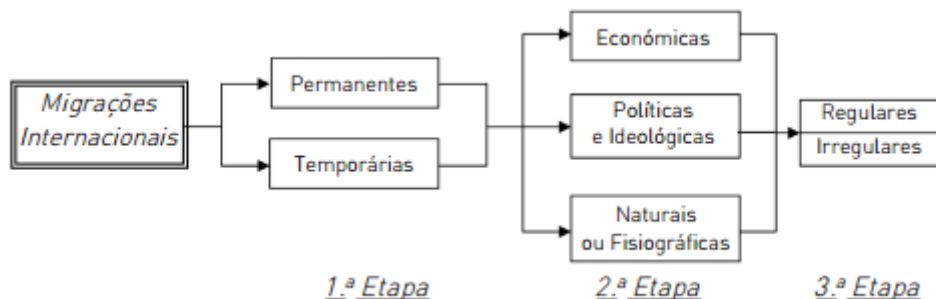 Migrações
Internacionais
Permanentes
Temporárias
Económicas
Políticas
e Ideológicas
Naturais
ou Fisiográficas
Regulares
Irregulares
1.ª Etapa
2.ª Etapa
3.ª Etapa